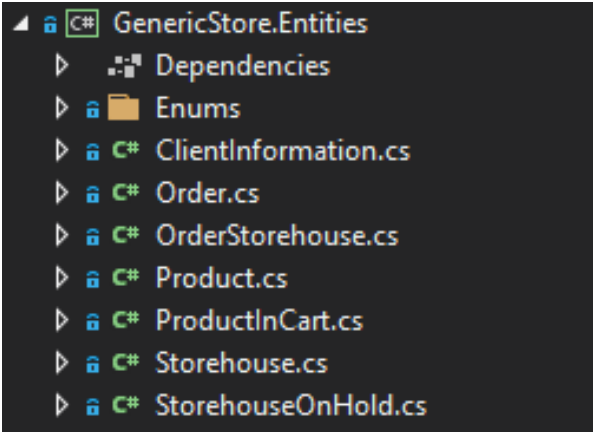 C# GenericStore.Entities
Dependencies
Enums
C# ClientInformation.cs
C# Order.cs
C# OrderStorehouse.cs
C# Product.cs
C# ProductInCart.cs
C# Storehouse.cs
C# StorehouseOnHold.cs